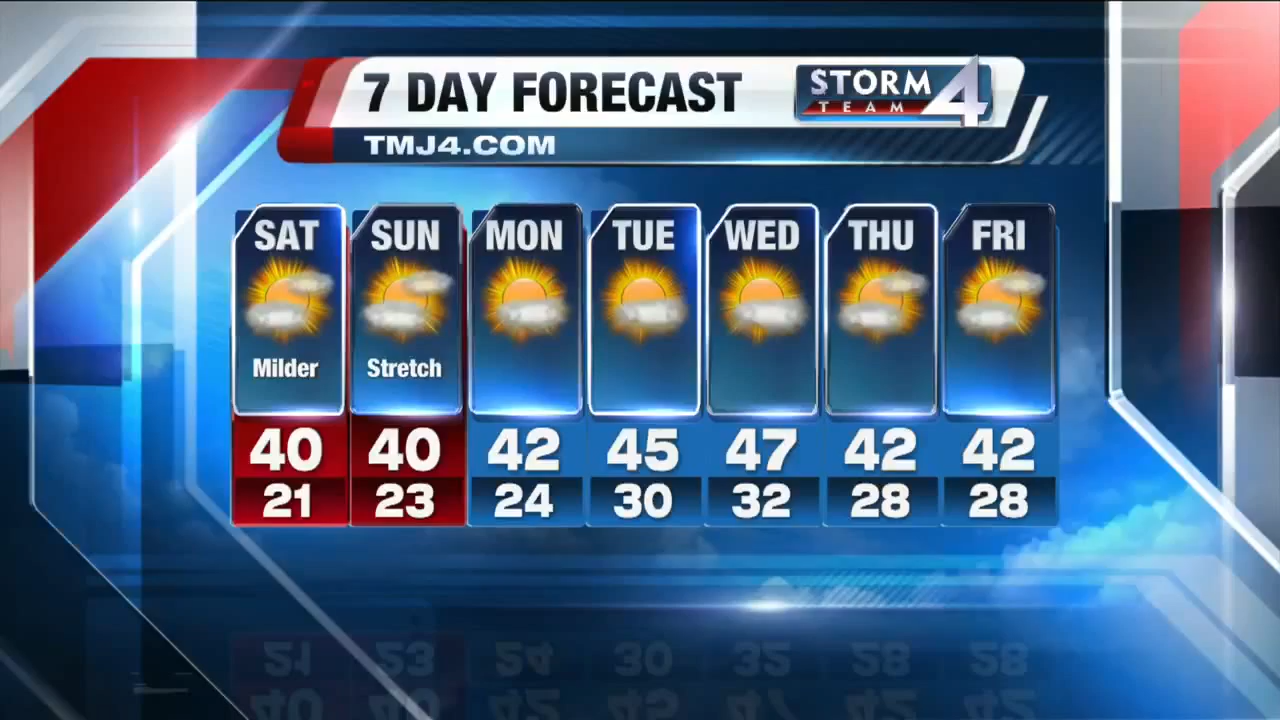 7 DAY FORECAST
STORM 4
TEAM
TMJ4.COM
SAT SUN MON TUE WED THU FRI
Milder Stretch
40 40 42 45 47 42 42
21 23 24 30 32 28 28